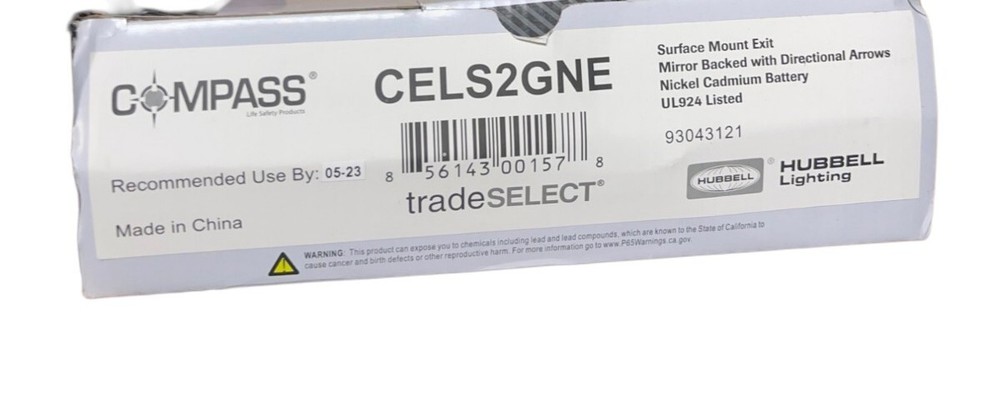 COMPASS®
Life Safety Products
Recommended Use By: 05-23
Made in China
CELS2GNE
8 56143 00157 8
tradeSELECT®
Surface Mount Exit
Mirror Backed with Directional Arrows
Nickel Cadmium Battery
UL924 Listed
93043121
HUBBELL
® HUBBELL
Lighting
WARNING: This product can expose you to chemicals including lead and lead compounds, which are known to the State of California to
cause cancer and birth defects or other reproductive harm. For more information go to www.P65Warnings.ca.gov.